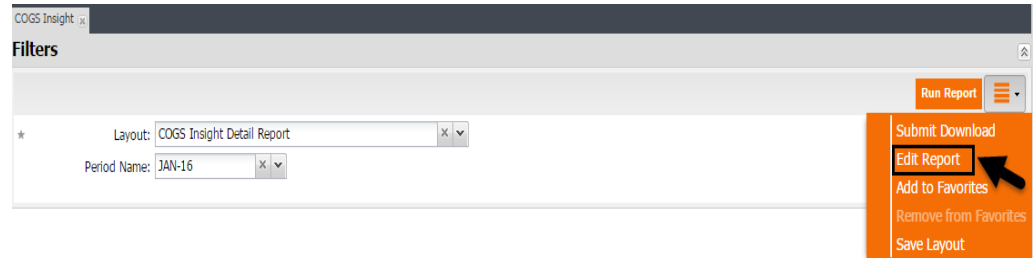 COGS Insight
Filters
Run Report
Layout: COGS Insight Detail Report
Period Name: JAN-16
Submit Download
Edit Report
Add to Favorites
Remove from Favorites
Save Layout